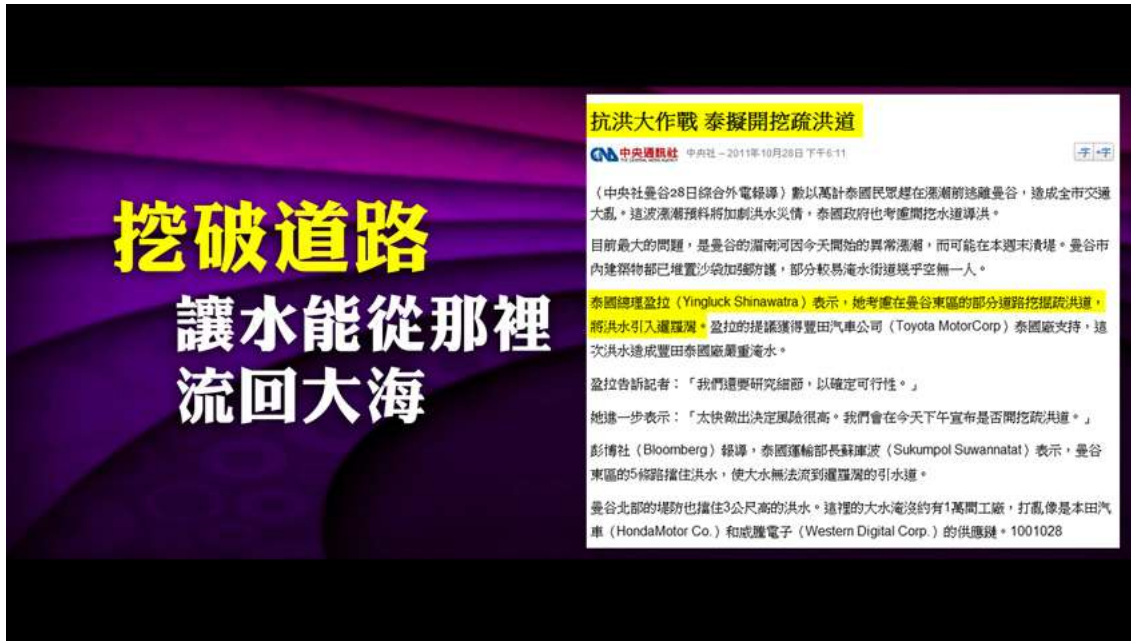 挖破道路
讓水能從那裡
流回大海
抗洪大作戰 泰擬開挖疏洪道
CNA 中央通訊社 中央社－2011年10月28日 下午6:11
-字 +字
（中央社曼谷28日綜合外電報導）數以萬計泰國民眾趕在漲潮前逃離曼谷，造成全市交通
大亂。這波漲潮預料將加劇洪水災情，泰國政府也考慮開挖水道導洪。
目前最大的問題，是曼谷的湄南河因今天開始的異常漲潮，而可能在本週末潰堤。曼谷市
內建築物都已堆置沙袋加強防護，部分較易淹水街道幾乎空無一人。
泰國總理盈拉（Yingluck Shinawatra）表示，她考慮在曼谷東區的部分道路挖掘疏洪道，
將洪水引入暹羅灣。盈拉的提議獲得豐田汽車公司（Toyota MotorCorp）泰國廠支持，這
次洪水造成豐田泰國廠嚴重淹水。
盈拉告訴記者：「我們還要研究細節，以確定可行性。」
她進一步表示：「太快做出決定風險很高。我們會在今天下午宣布是否開挖疏洪道。」
彭博社（Bloomberg）報導，泰國運輸部長蘇庫波（Sukumpol Suwannatat）表示，曼谷
東區的5條路擋住洪水，使大水無法流到暹羅灣的引水道。
曼谷北部的堤防也擋住3公尺高的洪水。這裡的大水淹沒約有1萬間工廠，打亂像是本田汽
車（HondaMotor Co.）和威騰電子（Western Digital Corp.）的供應鏈。1001028